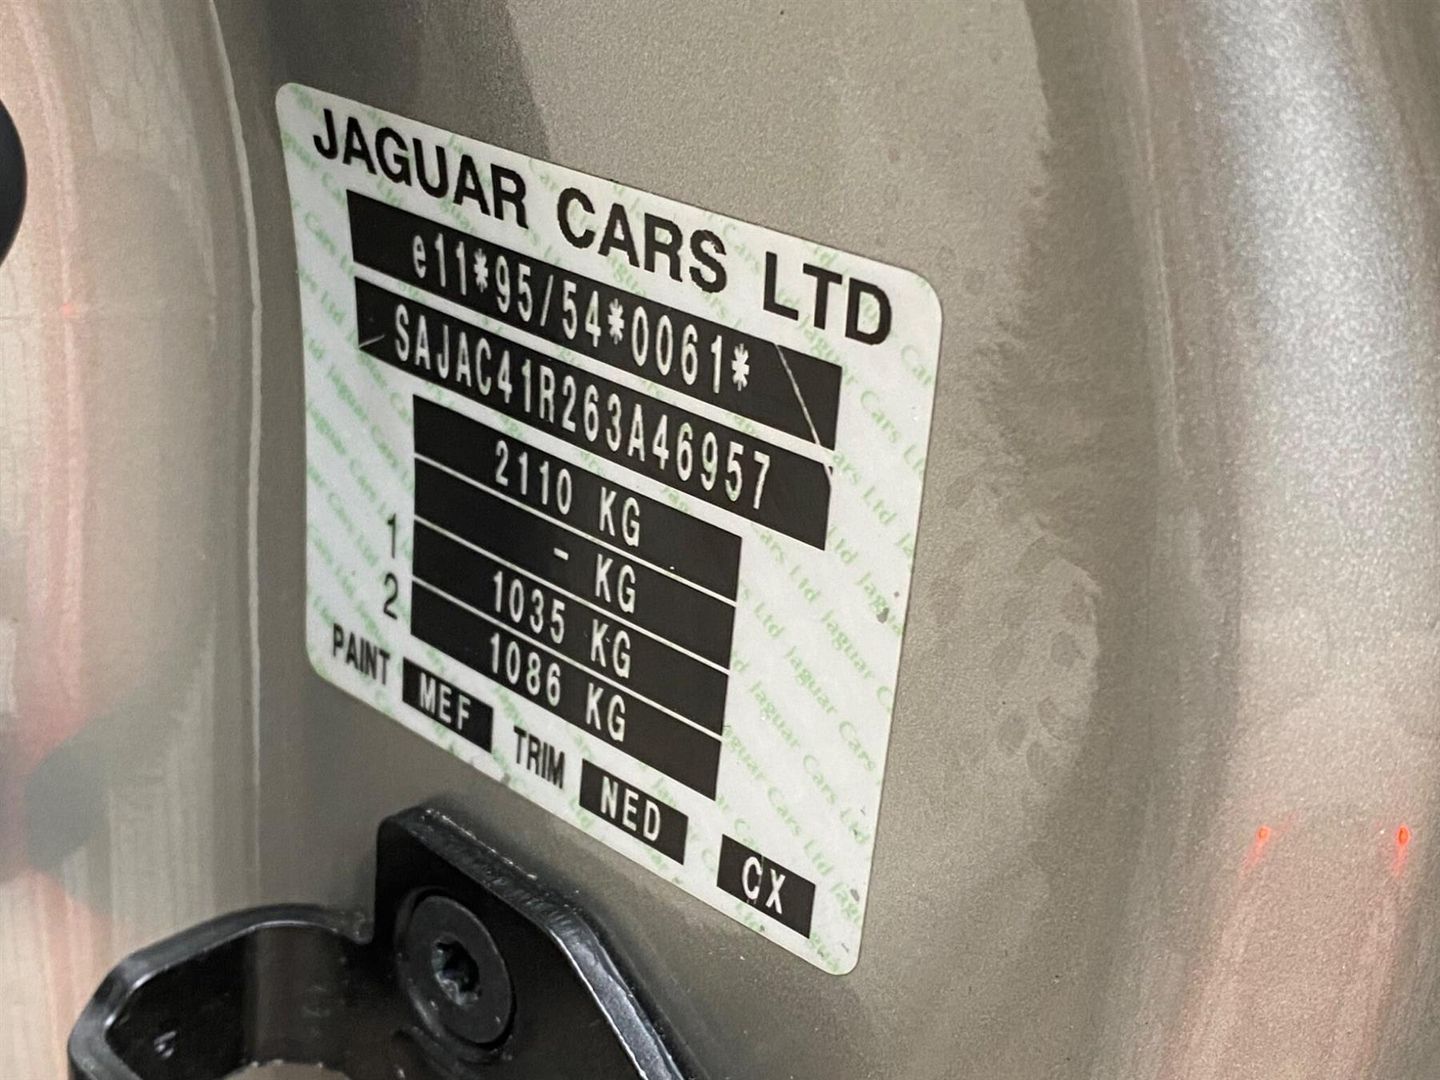 JAGUAR CARS LTD
e11*95/54*0061*
SAJAC41R263A46957
2110 KG
- KG
1 1035 KG
2 1086 KG
PAINT MEF TRIM NED CX